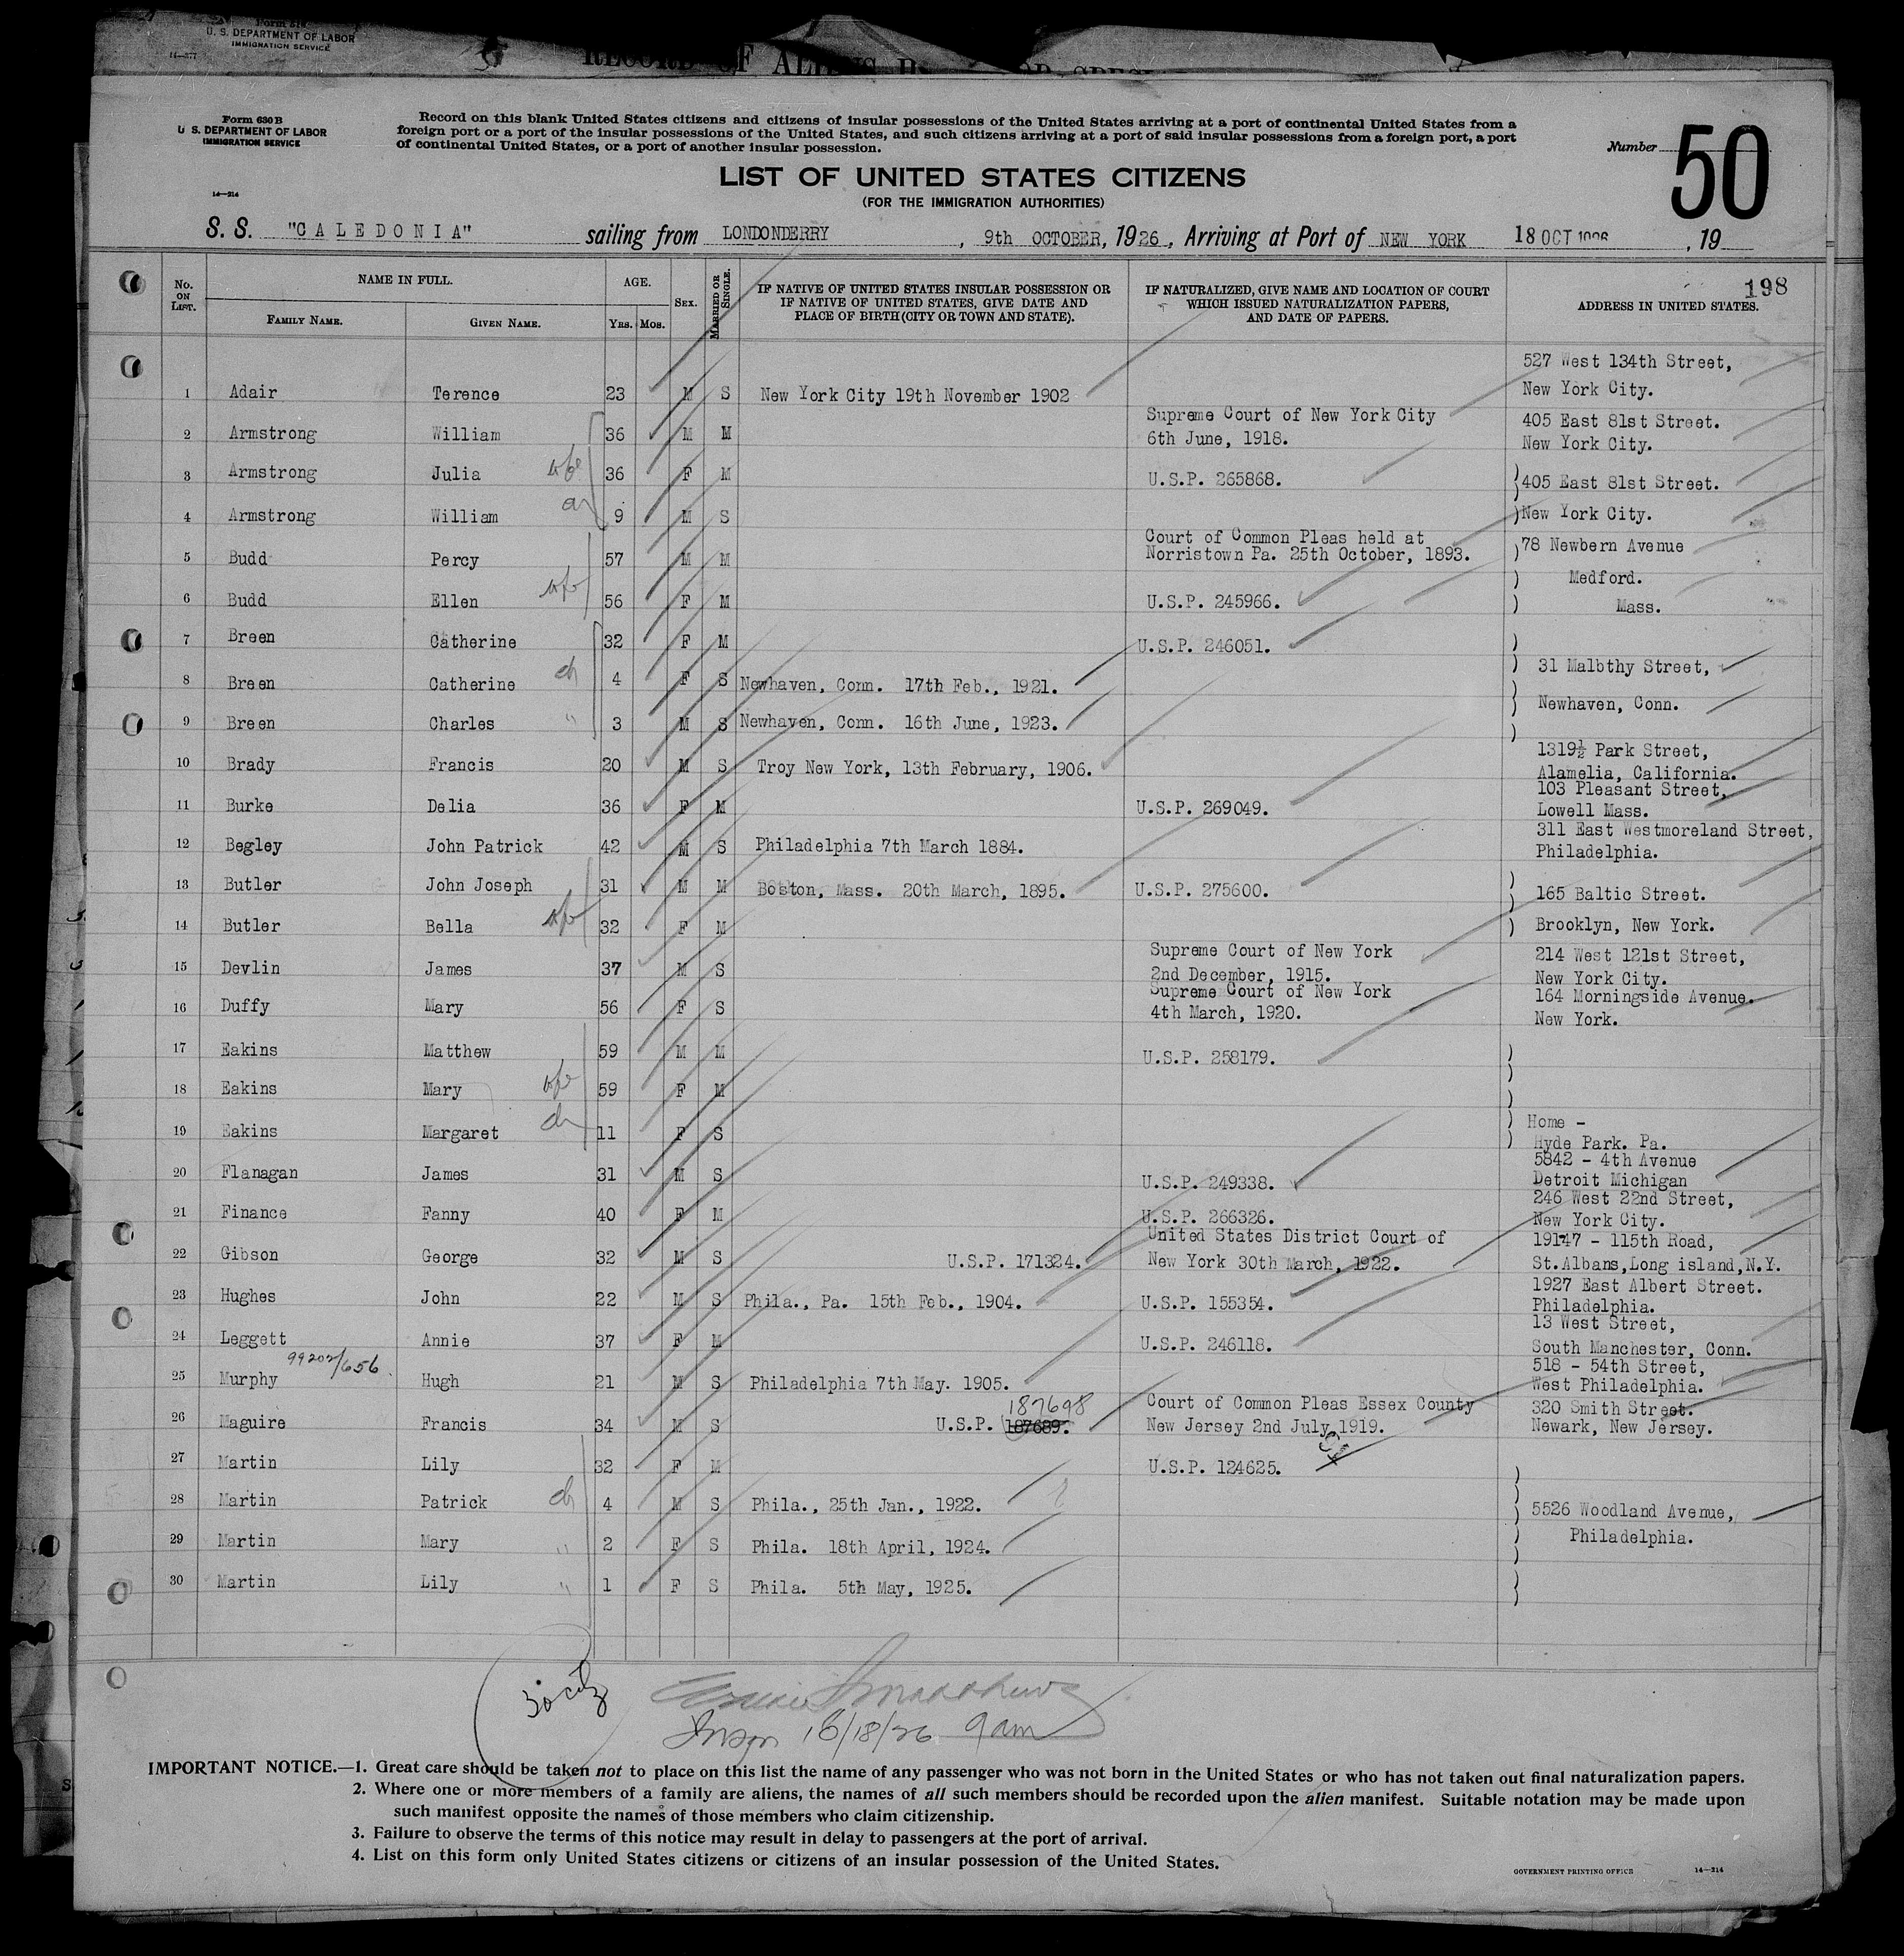 Form 630 B
U. S. DEPARTMENT OF LABOR
IMMIGRATION SERVICE
14—577
RECORD OF ALIENS
Form 630 B
U S. DEPARTMENT OF LABOR
IMMIGRATION SERVICE
14—214
Record on this blank United States citizens and citizens of insular possessions of the United States arriving at a port of continental United States from a
foreign port or a port of the insular possessions of the United States, and such citizens arriving at a port of said insular possessions from a foreign port, a port
of continental United States, or a port of another insular possession.
Number 50
LIST OF UNITED STATES CITIZENS
(FOR THE IMMIGRATION AUTHORITIES)
S. S. "CALEDONIA" sailing from LONDONDERRY, 9th OCTOBER, 1926, Arriving at Port of NEW YORK 18 OCT 1926, 19
198
No. ON LIST. NAME IN FULL. FAMILY NAME. GIVEN NAME. AGE. YRS. MOS. SEX. MARRIED OR SINGLE. IF NATIVE OF UNITED STATES INSULAR POSSESSION OR IF NATIVE OF UNITED STATES, GIVE DATE AND PLACE OF BIRTH (CITY OR TOWN AND STATE). IF NATURALIZED, GIVE NAME AND LOCATION OF COURT WHICH ISSUED NATURALIZATION PAPERS, AND DATE OF PAPERS. ADDRESS IN UNITED STATES.
1 Adair Terence 23 M S New York City 19th November 1902 527 West 134th Street, New York City.
2 Armstrong William 36 M M Supreme Court of New York City 6th June, 1918. 405 East 81st Street. New York City.
3 Armstrong Julia wfe 36 F M U.S.P. 265868. )405 East 81st Street.
4 Armstrong William 9 M S )New York City.
5 Budd Percy 57 M M Court of Common Pleas held at Norristown Pa. 25th October, 1893. )78 Newbern Avenue
6 Budd Ellen wfe 56 F M U.S.P. 245966. ) Medford. ) Mass.
7 Breen Catherine 32 F M U.S.P. 246051. )
8 Breen Catherine ch 4 F S Newhaven, Conn. 17th Feb., 1921. ) 31 Malbthy Street,
9 Breen Charles " 3 M S Newhaven, Conn. 16th June, 1923. ) Newhaven, Conn.
10 Brady Francis 20 M S Troy New York, 13th February, 1906. 1319½ Park Street, Alamelia, California.
11 Burke Delia 36 F M U.S.P. 269049. 103 Pleasant Street, Lowell Mass.
12 Begley John Patrick 42 M S Philadelphia 7th March 1884. 311 East Westmoreland Street, Philadelphia.
13 Butler John Joseph 31 M M Boston, Mass. 20th March, 1895. U.S.P. 275600. ) 165 Baltic Street.
14 Butler Bella wfe 32 F M ) Brooklyn, New York.
15 Devlin James 37 M S Supreme Court of New York 2nd December, 1915. 214 West 121st Street, New York City.
16 Duffy Mary 56 F S Supreme Court of New York 4th March, 1920. 164 Morningside Avenue. New York.
17 Eakins Matthew 59 M M U.S.P. 258179. )
18 Eakins Mary wfe 59 F M )
19 Eakins Margaret ch 11 F S ) Home - Hyde Park. Pa.
20 Flanagan James 31 M S U.S.P. 249338. 5842 - 4th Avenue Detroit Michigan
21 Finance Fanny 40 F M U.S.P. 266326. 246 West 22nd Street, New York City.
22 Gibson George 32 M S U.S.P. 171324. United States District Court of New York 30th March, 1922. 19147 - 115th Road, St.Albans,Long island,N.Y.
23 Hughes John 22 M S Phila., Pa. 15th Feb., 1904. U.S.P. 155354. 1927 East Albert Street. Philadelphia.
24 Leggett Annie 37 F M U.S.P. 246118. 13 West Street, South Manchester, Conn.
99202/656
25 Murphy Hugh 21 M S Philadelphia 7th May. 1905. 518 - 54th Street, West Philadelphia.
26 Maguire Francis 34 M S U.S.P. 187689. 187698 Court of Common Pleas Essex County New Jersey 2nd July 1919. 320 Smith Street. Newark, New Jersey.
27 Martin Lily 32 F M U.S.P. 124625.
28 Martin Patrick ch 4 M S Phila., 25th Jan., 1922. ) 5526 Woodland Avenue,
29 Martin Mary " 2 F S Phila. 18th April, 1924. ) Philadelphia.
30 Martin Lily " 1 F S Phila. 5th May, 1925. )
30 citz
Insp 10/18/26 9am
IMPORTANT NOTICE.—1. Great care should be taken not to place on this list the name of any passenger who was not born in the United States or who has not taken out final naturalization papers.
2. Where one or more members of a family are aliens, the names of all such members should be recorded upon the alien manifest. Suitable notation may be made upon
such manifest opposite the names of those members who claim citizenship.
3. Failure to observe the terms of this notice may result in delay to passengers at the port of arrival.
4. List on this form only United States citizens or citizens of an insular possession of the United States.
GOVERNMENT PRINTING OFFICE 14—214